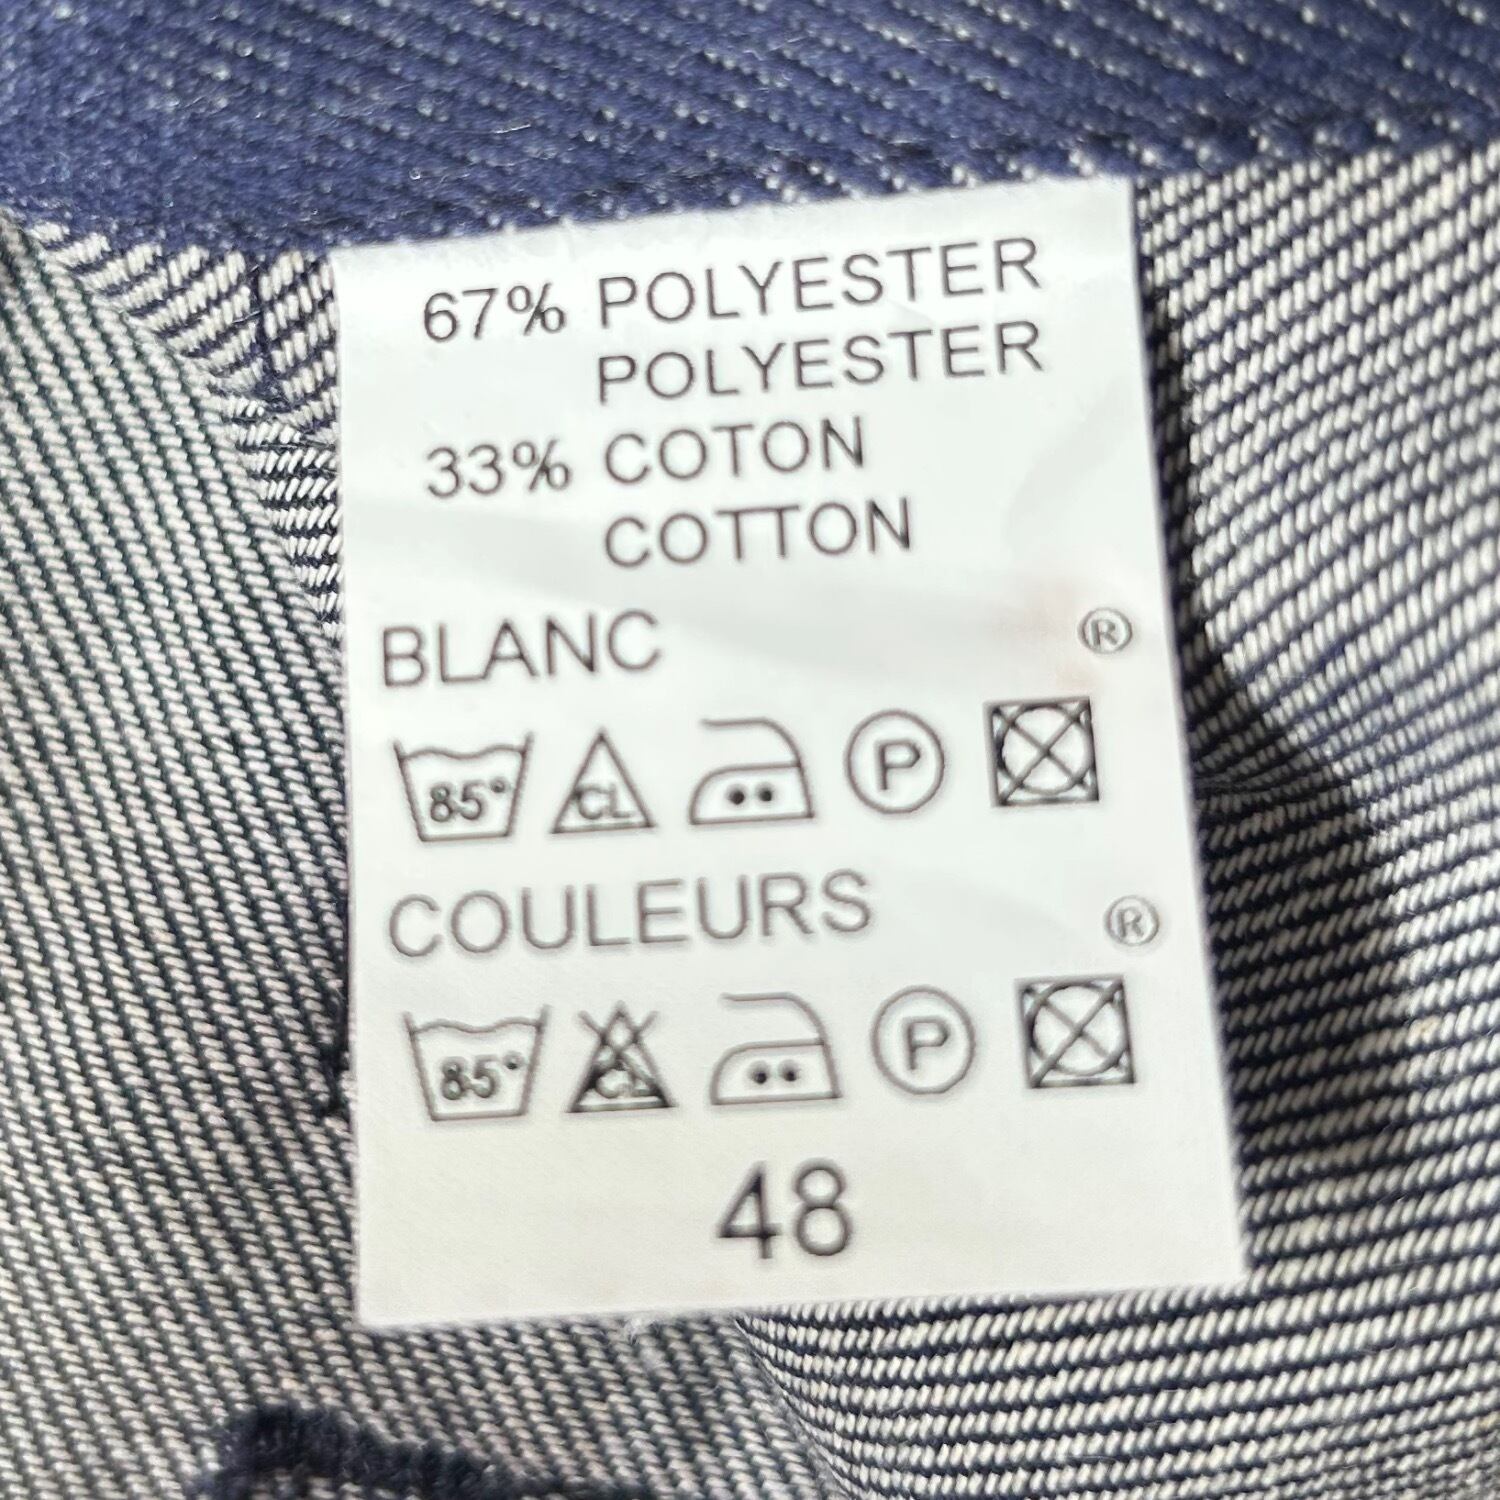 67% POLYESTER
POLYESTER
33% COTON
COTTON
BLANC ®
85° CL P
COULEURS ®
85° CL P
48